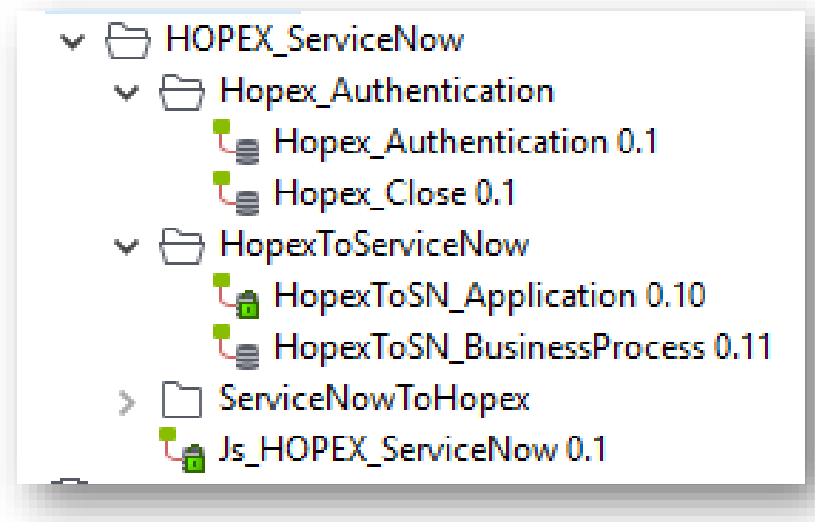 HOPEX_ServiceNow
Hopex_Authentication
Hopex_Authentication 0.1
Hopex_Close 0.1
HopexToServiceNow
HopexToSN_Application 0.10
HopexToSN_BusinessProcess 0.11
ServiceNowToHopex
Js_HOPEX_ServiceNow 0.1